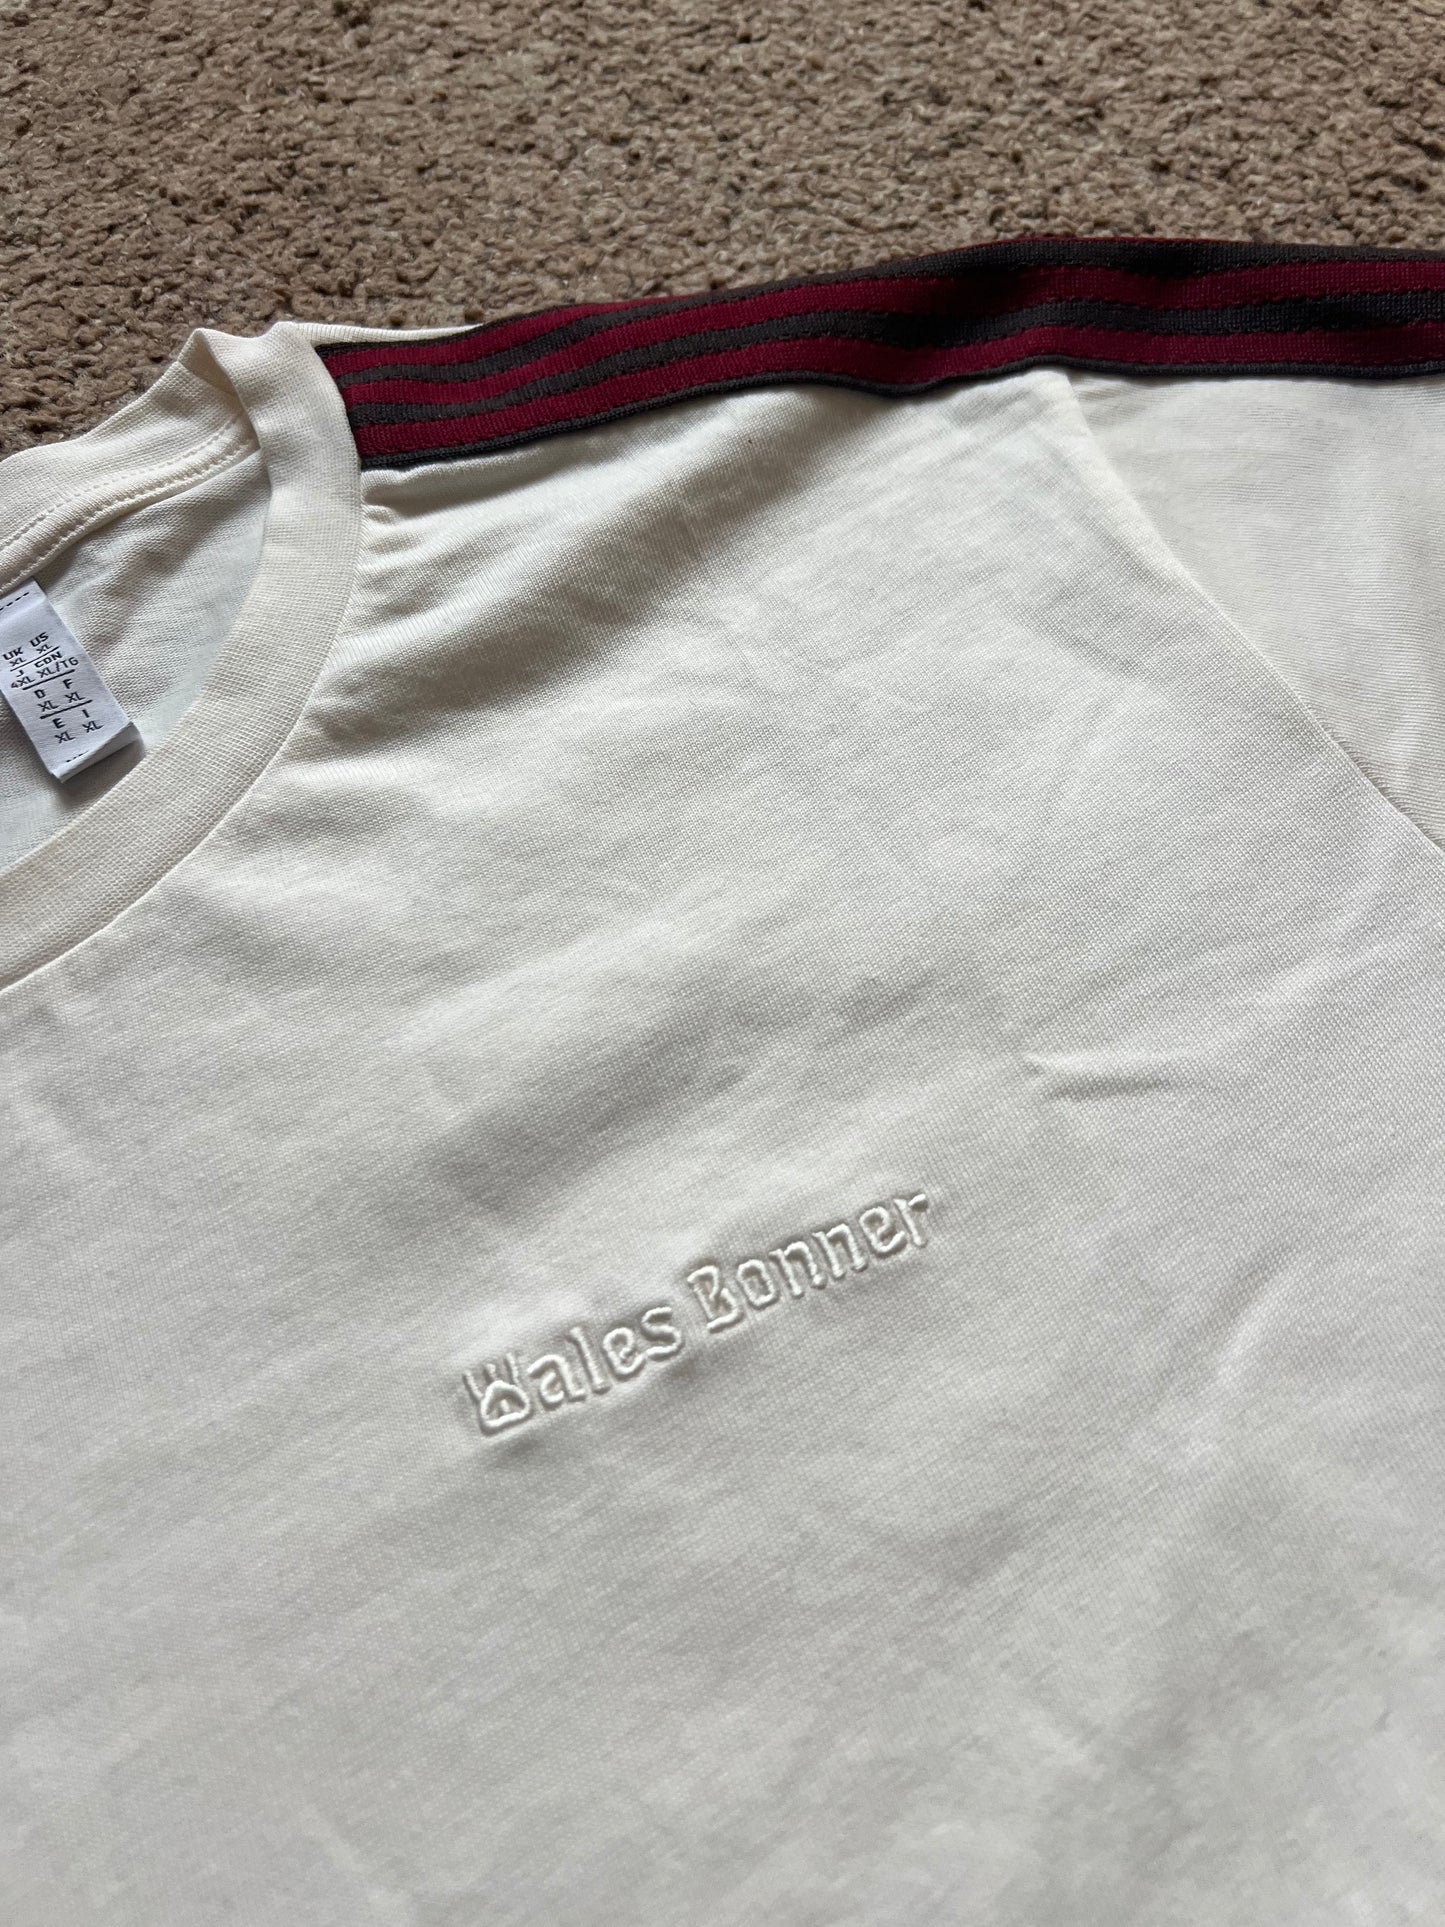 UK US
XL XL
J CDN
4XL XL/TG
D F
XL XL
E I
XL XL
Wales Bonner